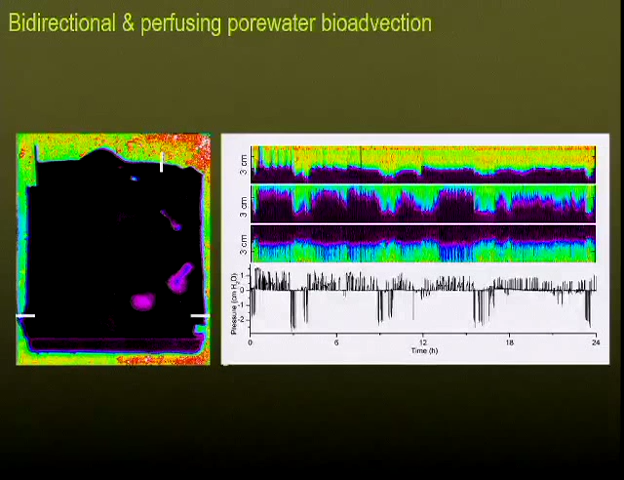 Bidirectional & perfusing porewater bioadvection
3 cm
3 cm
3 cm
Pressure (cm H₂O)
1
0
-1
-2
0 6 12 18 24
Time (h)